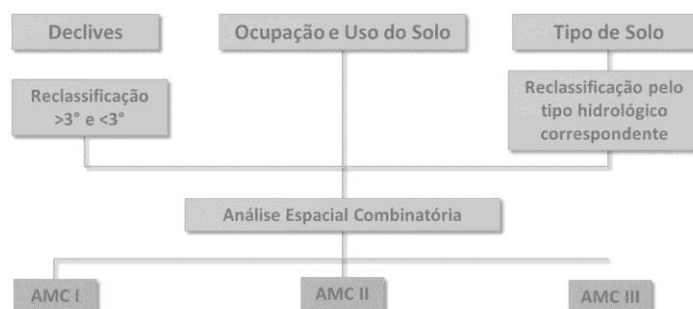 Declives
Ocupação e Uso do Solo
Tipo de Solo
Reclassificação
>3° e <3°
Reclassificação pelo
tipo hidrológico
correspondente
Análise Espacial Combinatória
AMC I
AMC II
AMC III